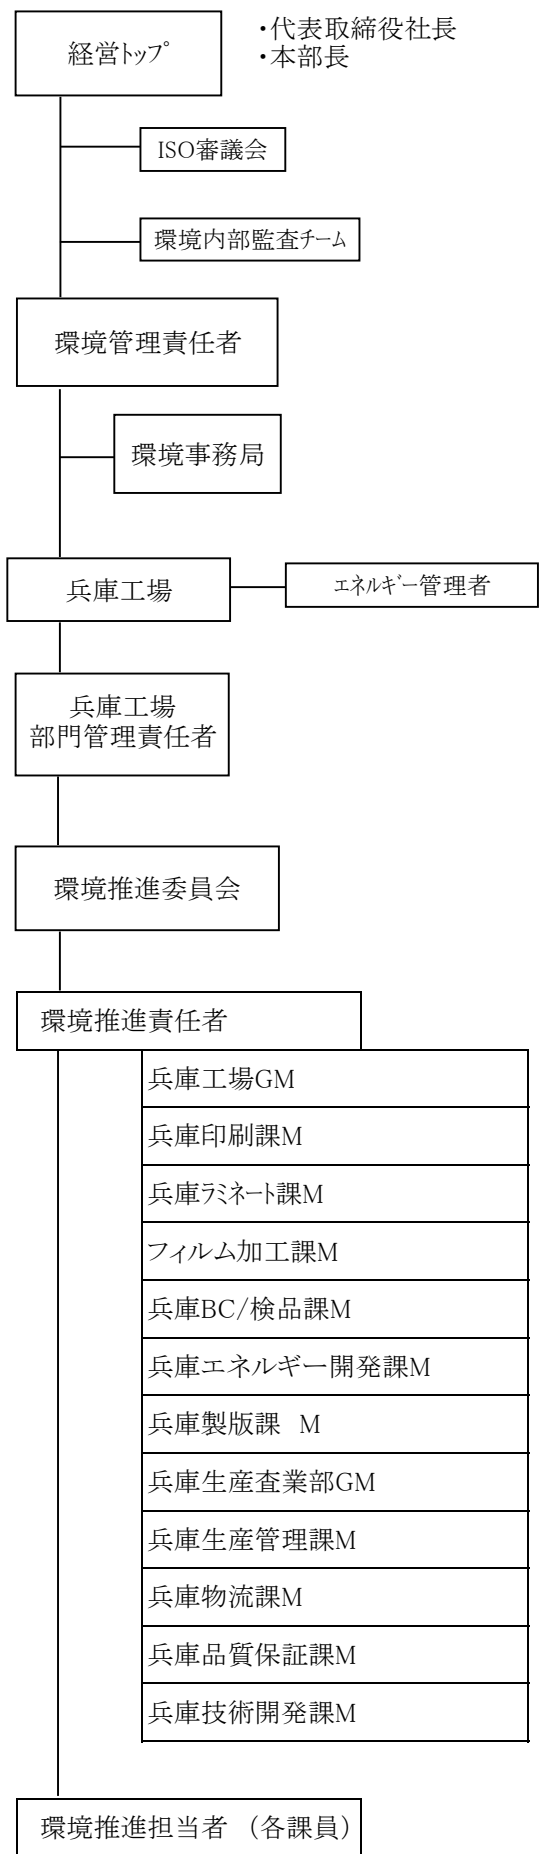 経営ﾄｯﾌﾟ
・代表取締役社長
・本部長
ISO審議会
環境内部監査ﾁｰﾑ
環境管理責任者
環境事務局
兵庫工場
ｴﾈﾙｷﾞｰ管理者
兵庫工場
部門管理責任者
環境推進委員会
環境推進責任者
兵庫工場GM
兵庫印刷課M
兵庫ﾗﾐﾈｰﾄ課M
フィルム加工課M
兵庫BC/検品課M
兵庫エネルギー開発課M
兵庫製版課　M
兵庫生産査業部GM
兵庫生産管理課M
兵庫物流課M
兵庫品質保証課M
兵庫技術開発課M
環境推進担当者　（各課員）